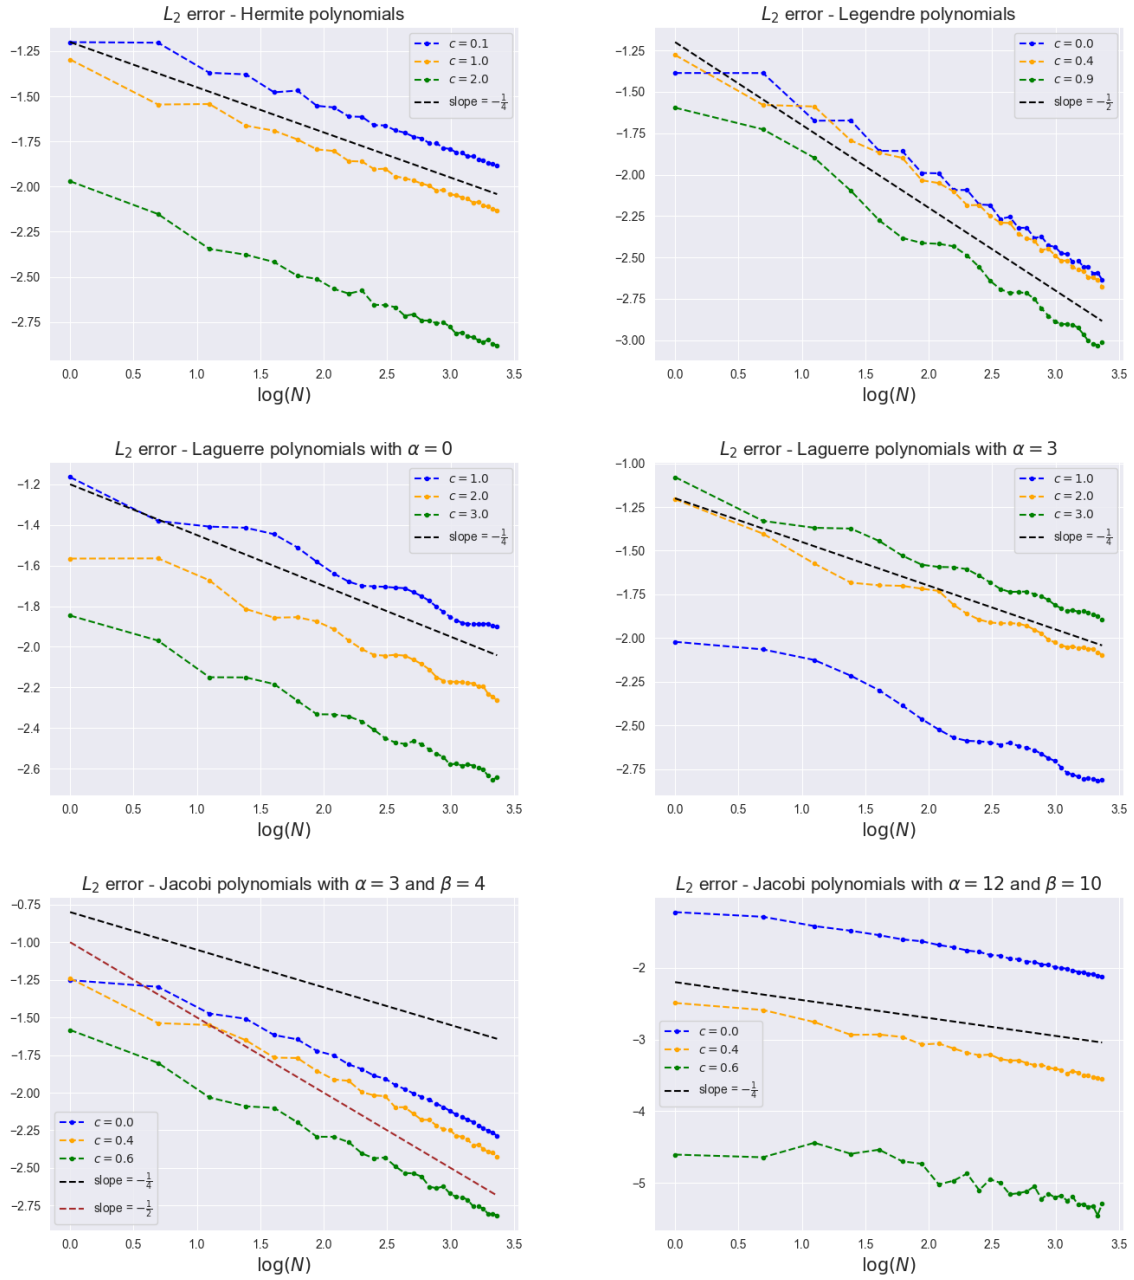 L₂ error - Hermite polynomials
−1.25
−1.50
−1.75
−2.00
−2.25
−2.50
−2.75
c = 0.1
c = 1.0
c = 2.0
slope = −1/4
0.0 0.5 1.0 1.5 2.0 2.5 3.0 3.5
log(N)
L₂ error - Legendre polynomials
−1.25
−1.50
−1.75
−2.00
−2.25
−2.50
−2.75
−3.00
c = 0.0
c = 0.4
c = 0.9
slope = −1/2
0.0 0.5 1.0 1.5 2.0 2.5 3.0 3.5
log(N)
L₂ error - Laguerre polynomials with α = 0
−1.2
−1.4
−1.6
−1.8
−2.0
−2.2
−2.4
−2.6
c = 1.0
c = 2.0
c = 3.0
slope = −1/4
0.0 0.5 1.0 1.5 2.0 2.5 3.0 3.5
log(N)
L₂ error - Laguerre polynomials with α = 3
−1.00
−1.25
−1.50
−1.75
−2.00
−2.25
−2.50
−2.75
c = 1.0
c = 2.0
c = 3.0
slope = −1/4
0.0 0.5 1.0 1.5 2.0 2.5 3.0 3.5
log(N)
L₂ error - Jacobi polynomials with α = 3 and β = 4
−0.75
−1.00
−1.25
−1.50
−1.75
−2.00
−2.25
−2.50
−2.75
c = 0.0
c = 0.4
c = 0.6
slope = −1/4
slope = −1/2
0.0 0.5 1.0 1.5 2.0 2.5 3.0 3.5
log(N)
L₂ error - Jacobi polynomials with α = 12 and β = 10
−2
−3
−4
−5
c = 0.0
c = 0.4
c = 0.6
slope = −1/4
0.0 0.5 1.0 1.5 2.0 2.5 3.0 3.5
log(N)